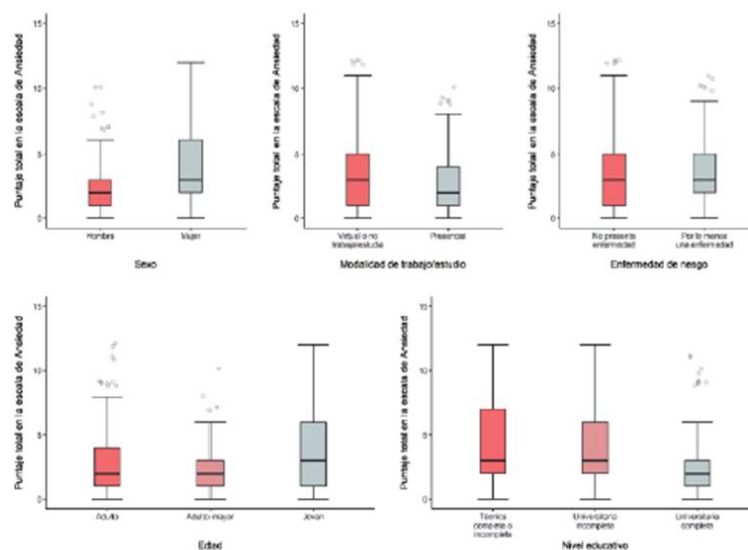 Puntaje total en la escala de Ansiedad
15
10
5
0
Hombre
Mujer
Sexo
Puntaje total en la escala de Ansiedad
15
10
5
0
Virtual o no
trabajo/estudio
Presencial
Modalidad de trabajo/estudio
Puntaje total en la escala de Ansiedad
15
10
5
0
No presenta
enfermedad
Por lo menos
una enfermedad
Enfermedad de riesgo
Puntaje total en la escala de Ansiedad
15
10
5
0
Adulto
Adulto mayor
Joven
Edad
Puntaje total en la escala de Ansiedad
15
10
5
0
Técnica
completa o
incompleta
Universitaria
incompleta
Universitaria
completa
Nivel educativo